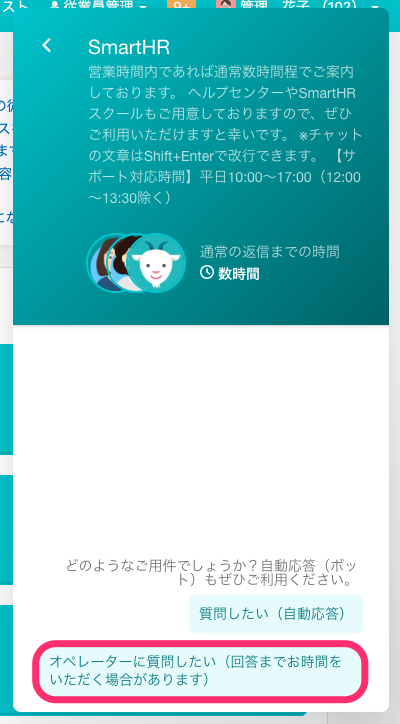 スト 従業員管理 9+ 管理 花子 （102）
SmartHR
営業時間内であれば通常数時間程でご案内
しております。 ヘルプセンターやSmartHR
スクールもご用意しておりますので、ぜひ
ご利用いただけますと幸いです。 ※チャット
の文章はShift+Enterで改行できます。 【サ
ポート対応時間】平日10:00〜17:00（12:00
〜13:30除く）
通常の返信までの時間
数時間
どのようなご用件でしょうか？自動応答（ボッ
ト）もぜひご利用ください。
質問したい（自動応答）
オペレーターに質問したい（回答までお時間を
いただく場合があります）